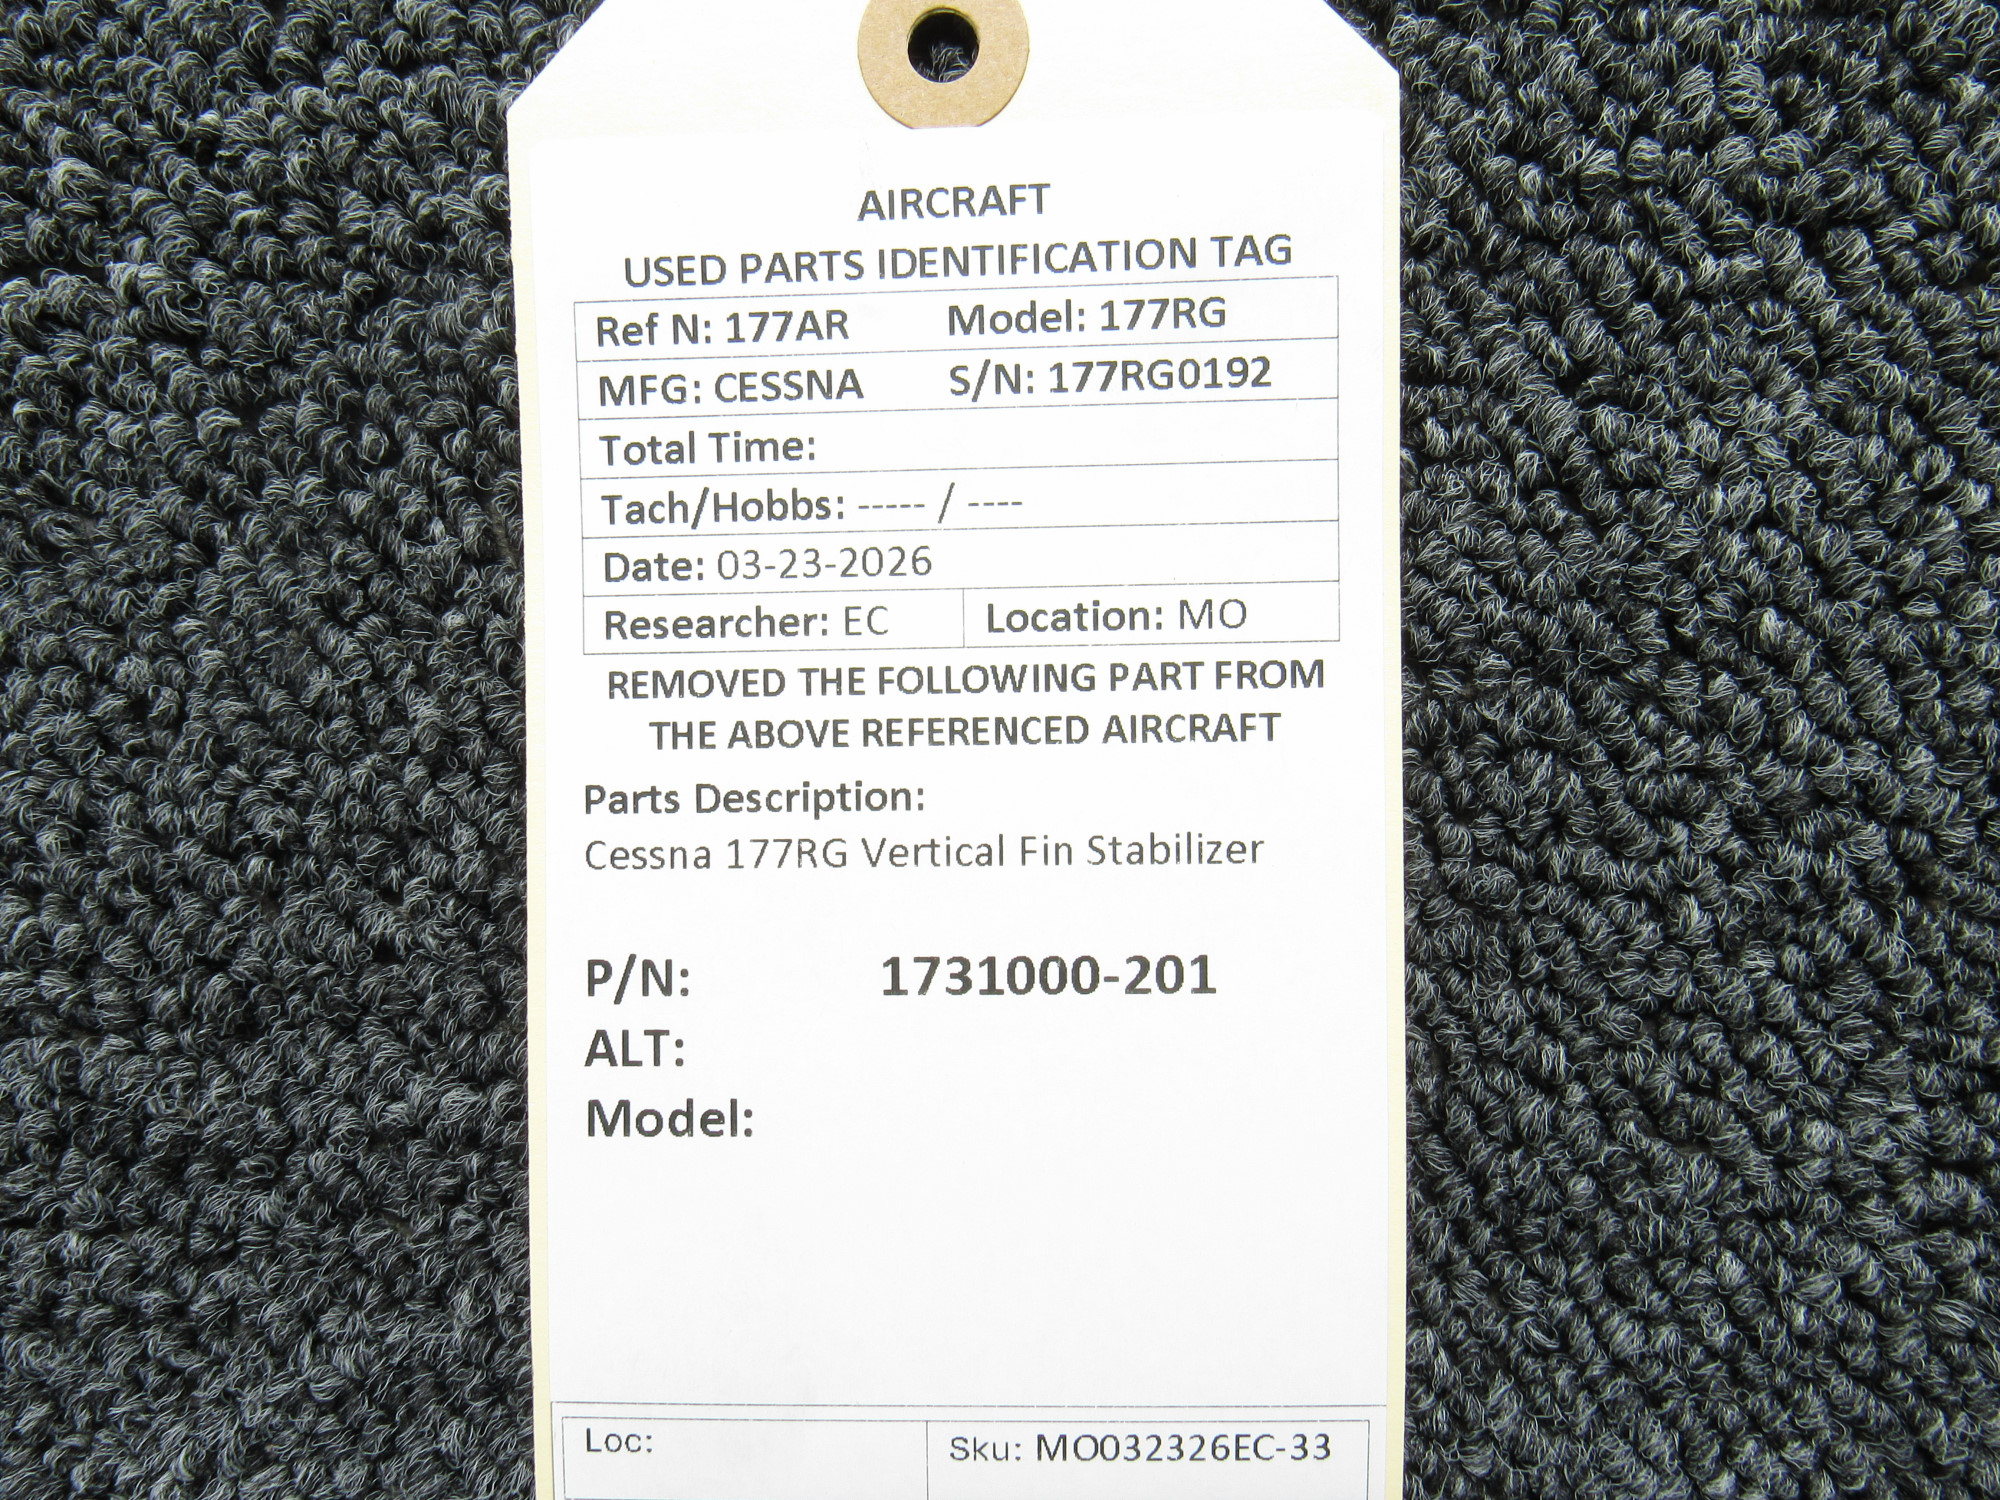 AIRCRAFT
USED PARTS IDENTIFICATION TAG
Ref N: 177AR Model: 177RG
MFG: CESSNA S/N: 177RG0192
Total Time:
Tach/Hobbs: ----- / ----
Date: 03-23-2026
Researcher: EC Location: MO
REMOVED THE FOLLOWING PART FROM
THE ABOVE REFERENCED AIRCRAFT
Parts Description:
Cessna 177RG Vertical Fin Stabilizer
P/N: 1731000-201
ALT:
Model:
Loc: Sku: MO032326EC-33